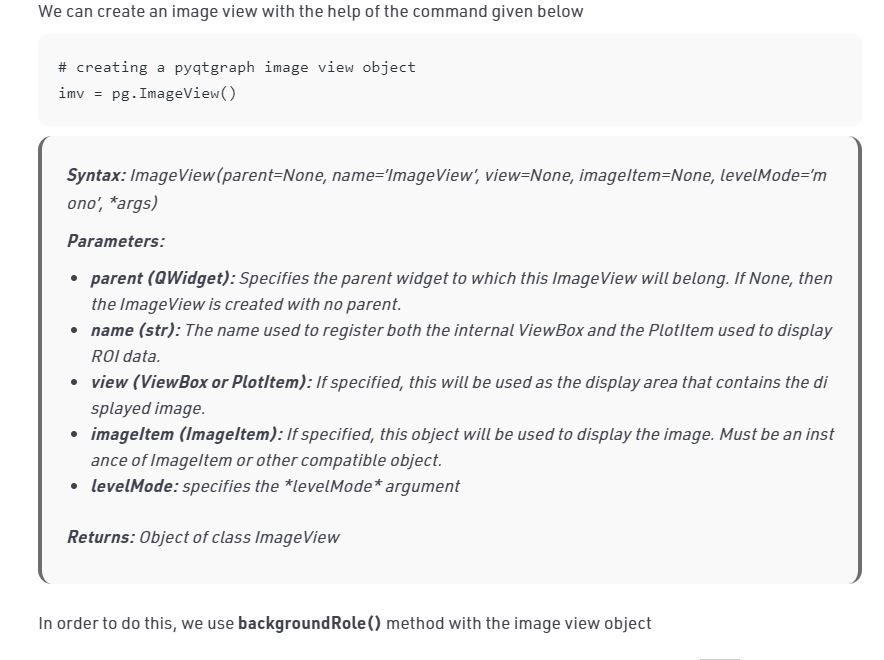 We can create an image view with the help of the command given below
# creating a pyqtgraph image view object
imv = pg.ImageView()
Syntax: ImageView(parent=None, name=’ImageView’, view=None, imageItem=None, levelMode=’m
ono’, *args)
Parameters:
• parent (QWidget): Specifies the parent widget to which this ImageView will belong. If None, then
the ImageView is created with no parent.
• name (str): The name used to register both the internal ViewBox and the PlotItem used to display
ROI data.
• view (ViewBox or PlotItem): If specified, this will be used as the display area that contains the di
splayed image.
• imageItem (ImageItem): If specified, this object will be used to display the image. Must be an inst
ance of ImageItem or other compatible object.
• levelMode: specifies the *levelMode* argument
Returns: Object of class ImageView
In order to do this, we use backgroundRole() method with the image view object